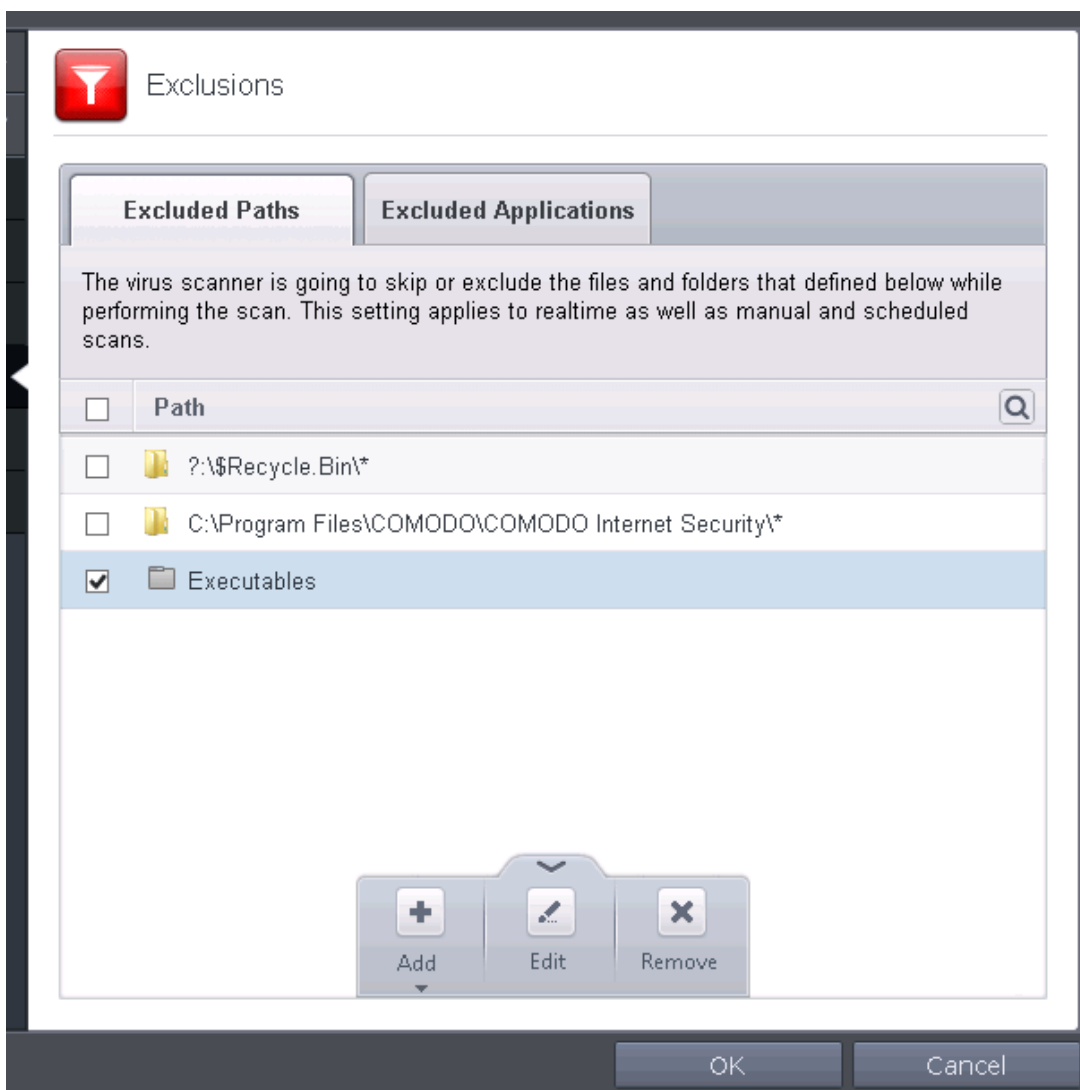 Exclusions
Excluded Paths
Excluded Applications
The virus scanner is going to skip or exclude the files and folders that defined below while
performing the scan. This setting applies to realtime as well as manual and scheduled
scans.
Path
?:\$Recycle.Bin\*
C:\Program Files\COMODO\COMODO Internet Security\*
Executables
Add
Edit
Remove
OK
Cancel